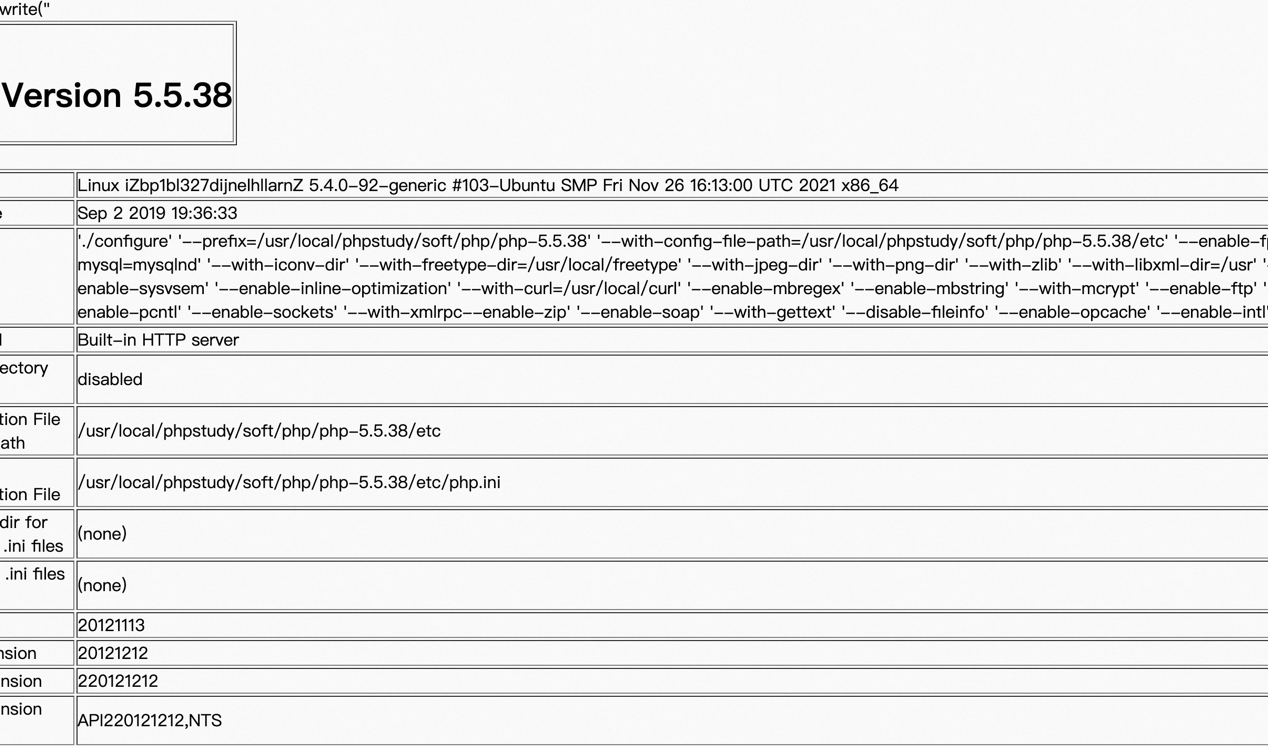 write("
Version 5.5.38
Linux iZbp1bl327dijnelhllarnZ 5.4.0-92-generic #103-Ubuntu SMP Fri Nov 26 16:13:00 UTC 2021 x86_64
e Sep 2 2019 19:36:33
'./configure' '--prefix=/usr/local/phpstudy/soft/php/php-5.5.38' '--with-config-file-path=/usr/local/phpstudy/soft/php/php-5.5.38/etc' '--enable-fp
mysql=mysqlnd' '--with-iconv-dir' '--with-freetype-dir=/usr/local/freetype' '--with-jpeg-dir' '--with-png-dir' '--with-zlib' '--with-libxml-dir=/usr' '-
enable-sysvsem' '--enable-inline-optimization' '--with-curl=/usr/local/curl' '--enable-mbregex' '--enable-mbstring' '--with-mcrypt' '--enable-ftp' '
enable-pcntl' '--enable-sockets' '--with-xmlrpc--enable-zip' '--enable-soap' '--with-gettext' '--disable-fileinfo' '--enable-opcache' '--enable-intl'
Built-in HTTP server
ectory
disabled
tion File
ath
/usr/local/phpstudy/soft/php/php-5.5.38/etc
/usr/local/phpstudy/soft/php/php-5.5.38/etc/php.ini
tion File
dir for
.ini files
(none)
.ini files
(none)
20121113
nsion 20121212
nsion 220121212
nsion
API220121212,NTS